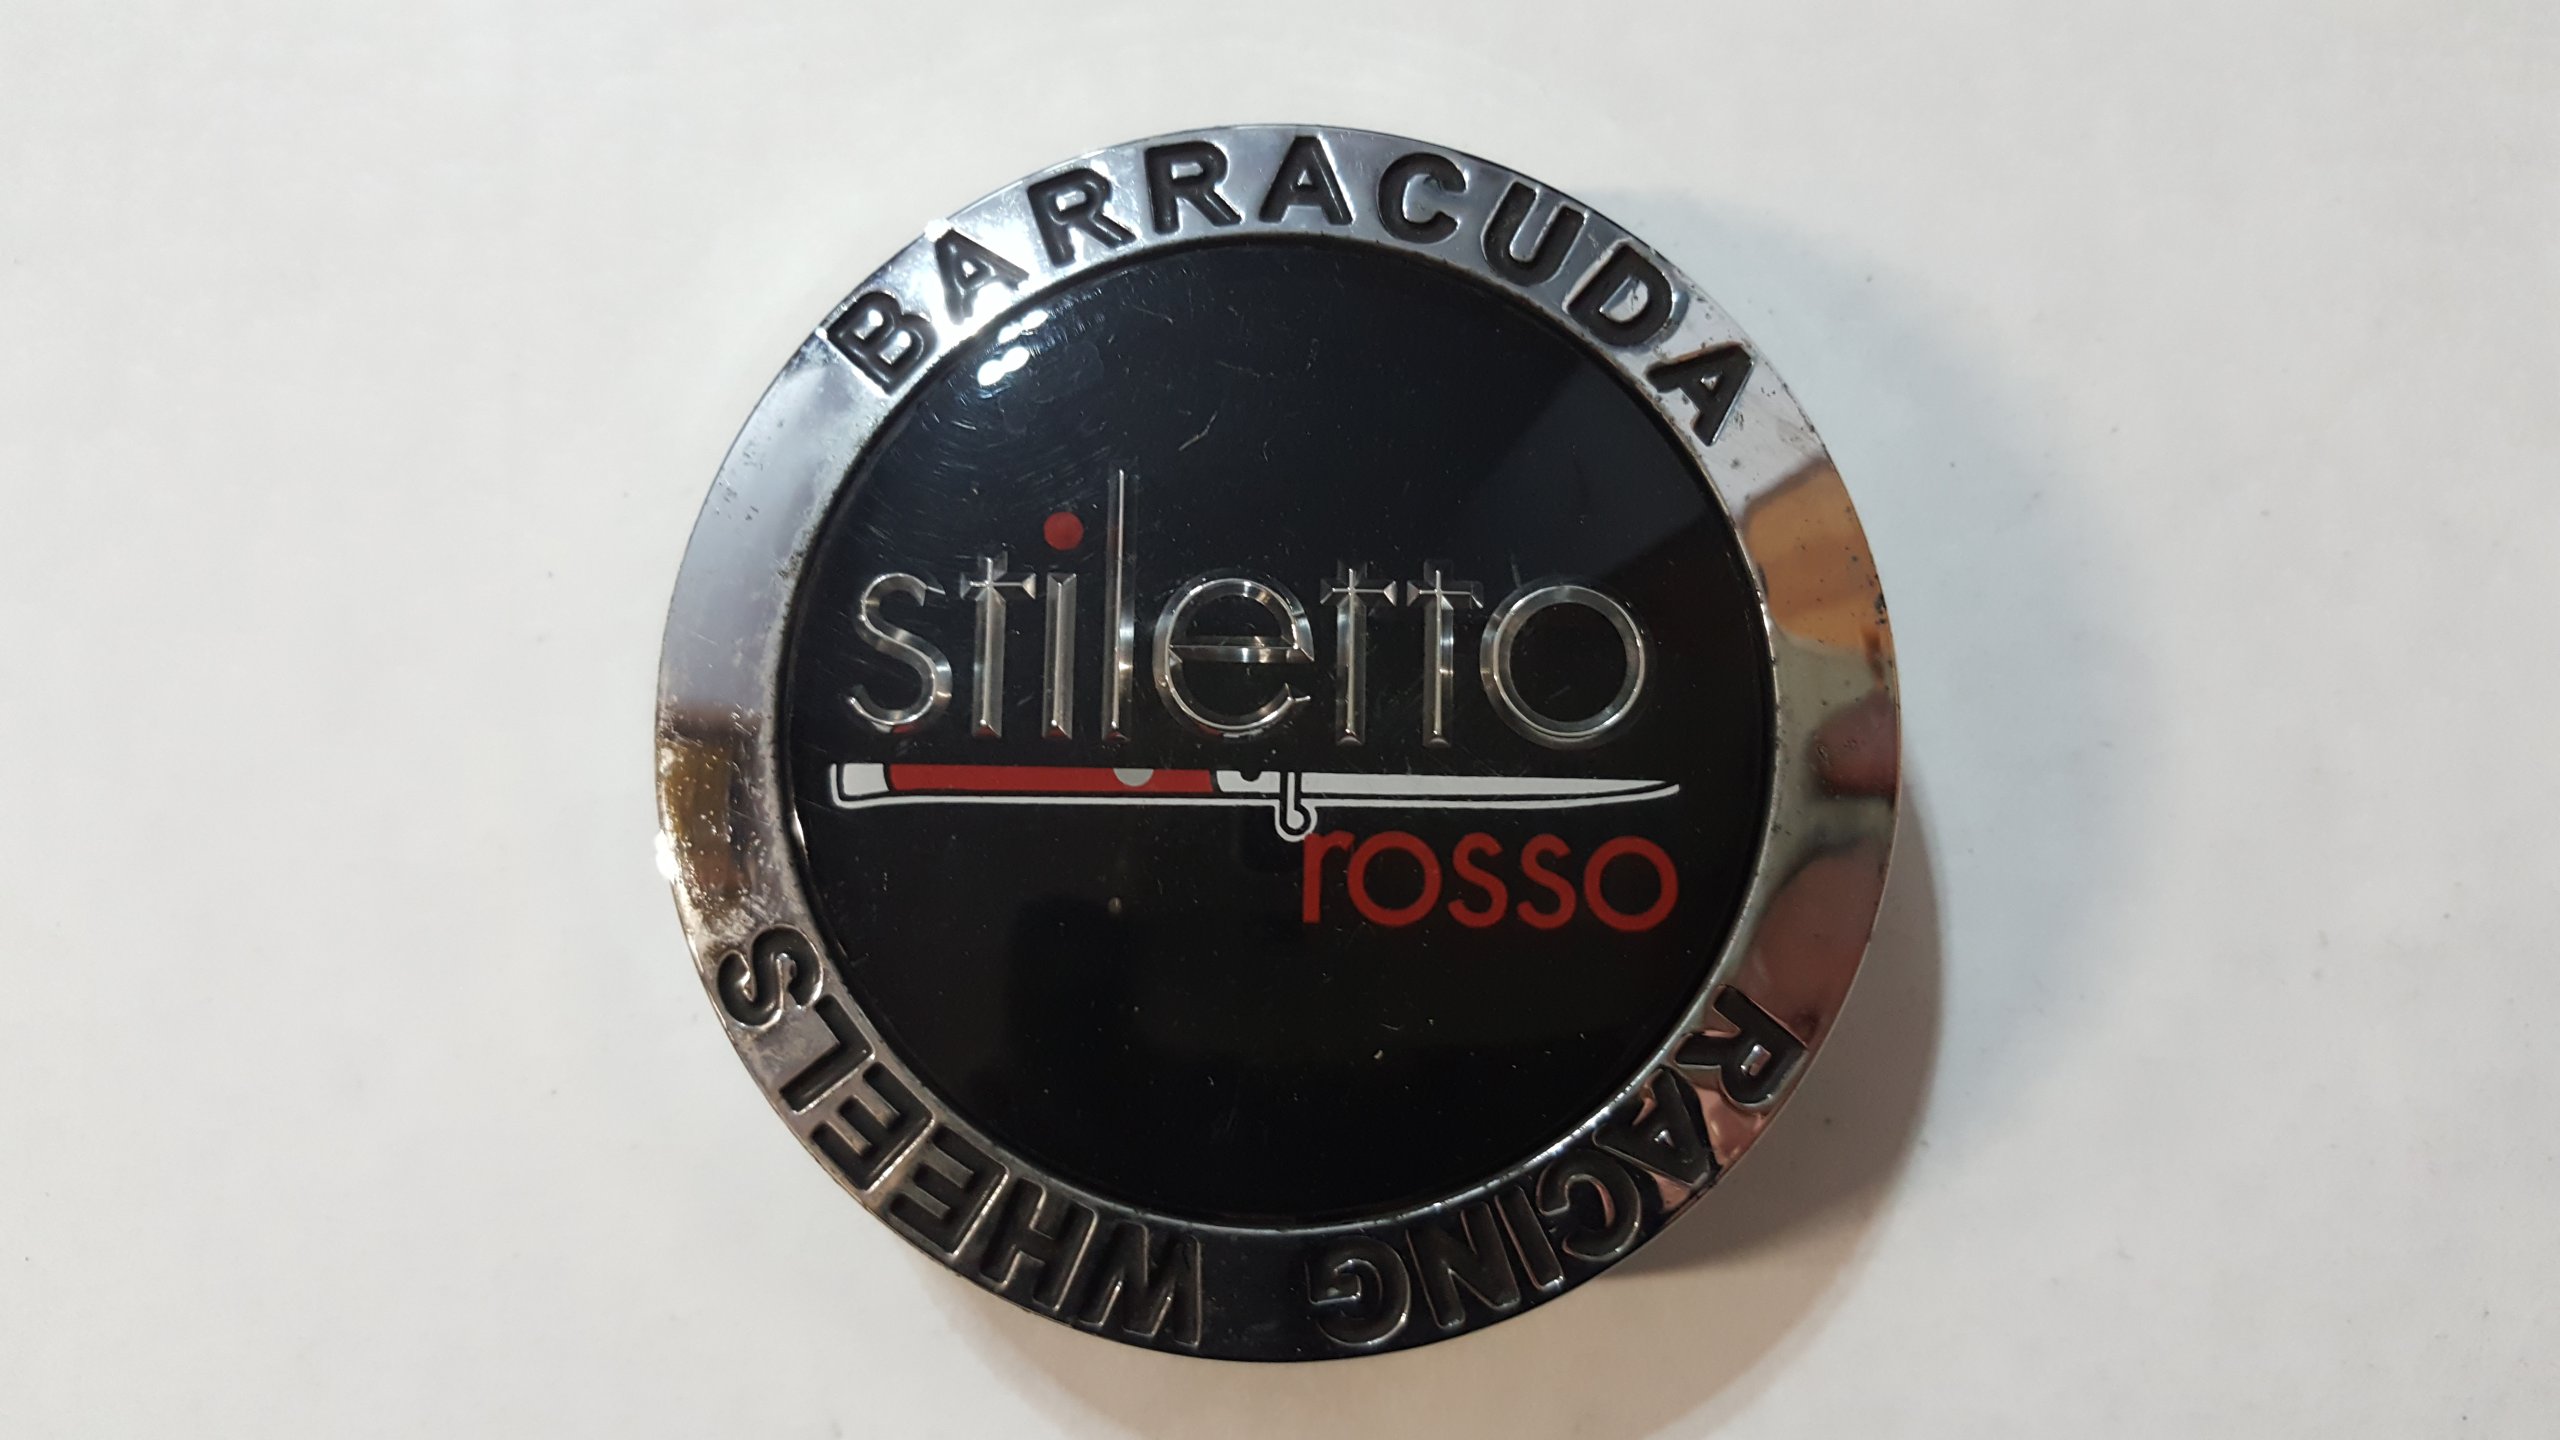 BARRACUDA
stiletto
rosso
RACING WHEELS